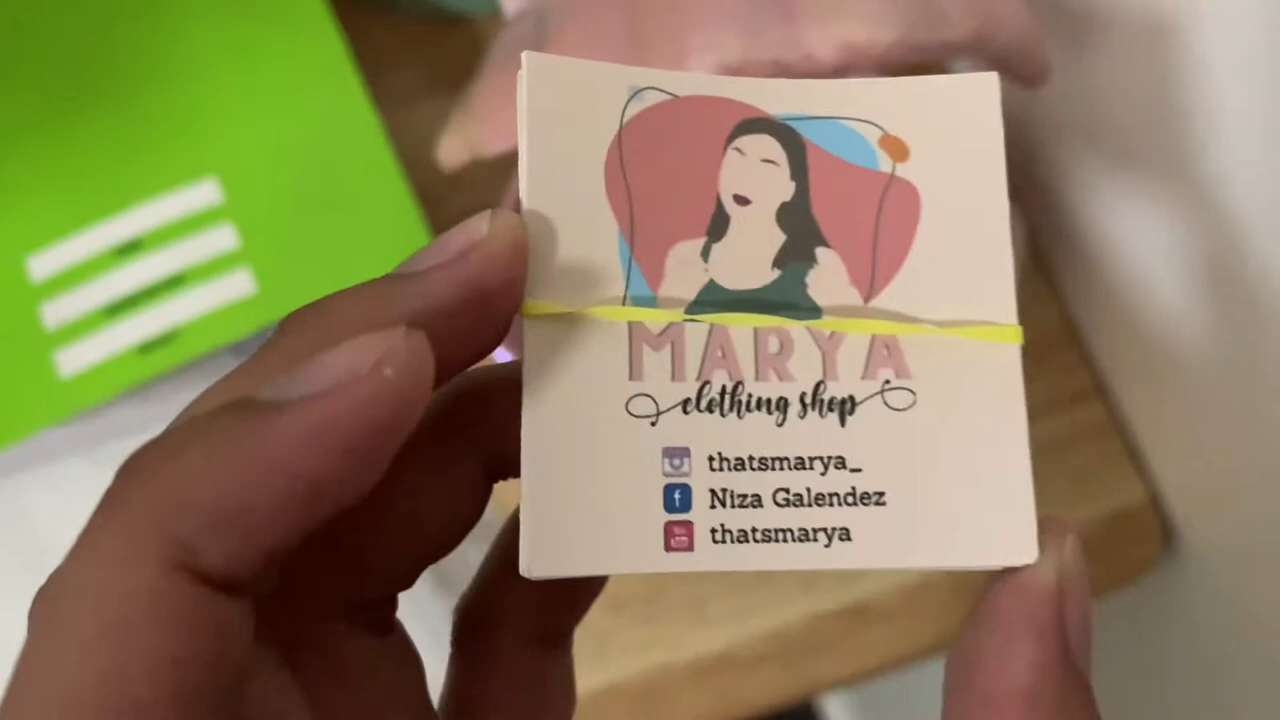 MARYA
clothing shop
thatsmarya_
f Niza Galendez
thatsmarya